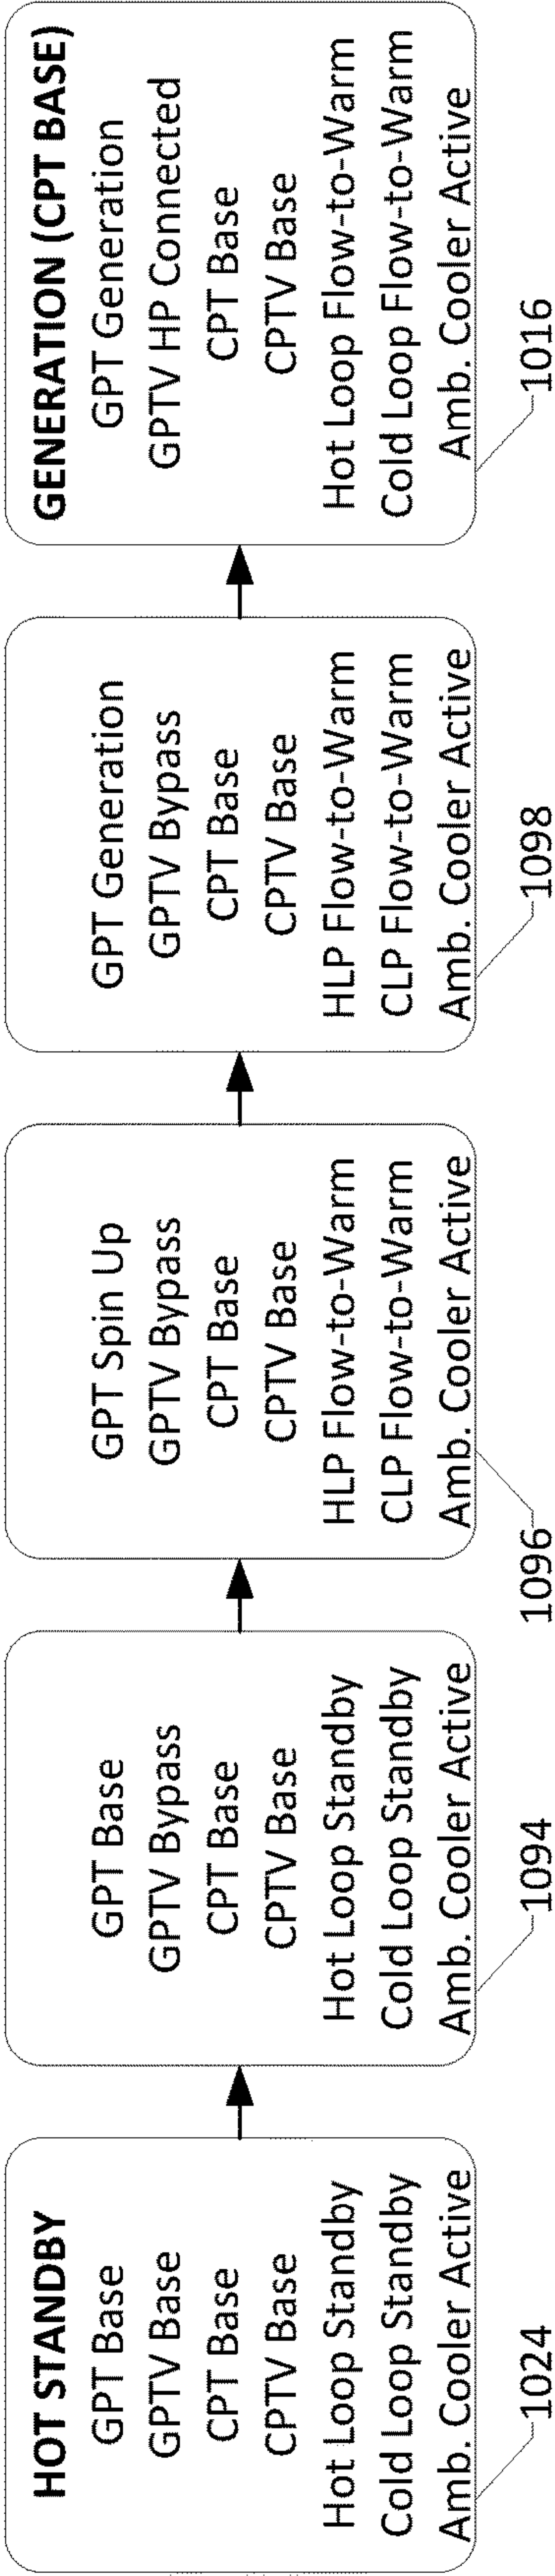 HOT STANDBY
GPT Base
GPTV Base
CPT Base
CPTV Base
Hot Loop Standby
Cold Loop Standby
Amb. Cooler Active
1024
GPT Base
GPTV Bypass
CPT Base
CPTV Base
Hot Loop Standby
Cold Loop Standby
Amb. Cooler Active
1094
GPT Spin Up
GPTV Bypass
CPT Base
CPTV Base
HLP Flow-to-Warm
CLP Flow-to-Warm
Amb. Cooler Active
1096
GPT Generation
GPTV Bypass
CPT Base
CPTV Base
HLP Flow-to-Warm
CLP Flow-to-Warm
Amb. Cooler Active
1098
GENERATION (CPT BASE)
GPT Generation
GPTV HP Connected
CPT Base
CPTV Base
Hot Loop Flow-to-Warm
Cold Loop Flow-to-Warm
Amb. Cooler Active
1016